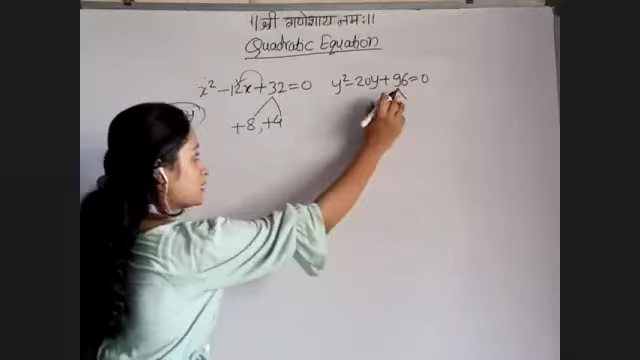 ॥श्री गणेशाय नमः॥
Quadratic Equation
x² - 12x + 32 = 0   y² - 20y + 96 = 0
+8, +4